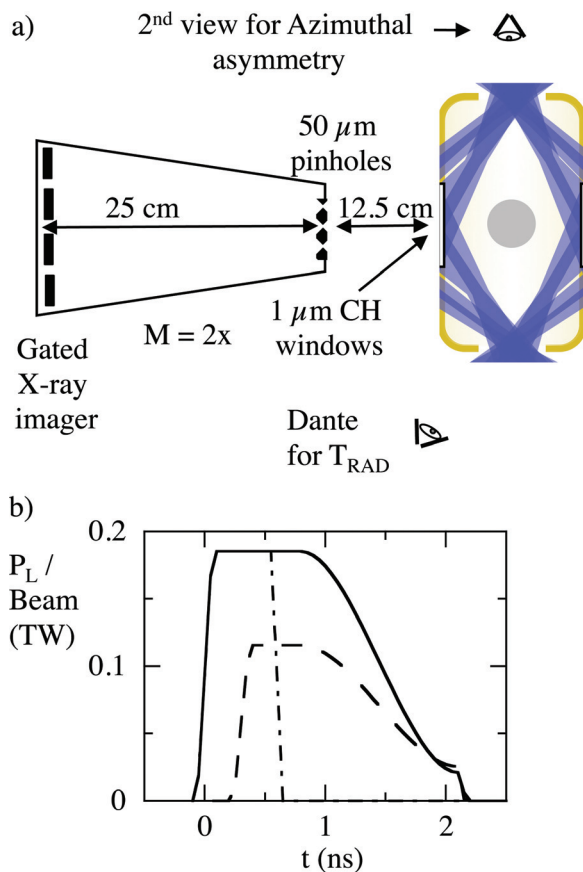 a)
2nd view for Azimuthal
asymmetry
50 µm
pinholes
25 cm
12.5 cm
M = 2x
1 µm CH
windows
Gated
X-ray
imager
Dante
for TRAD
b)
0.2
PL /
Beam
(TW)
0.1
0
0 1 2
t (ns)